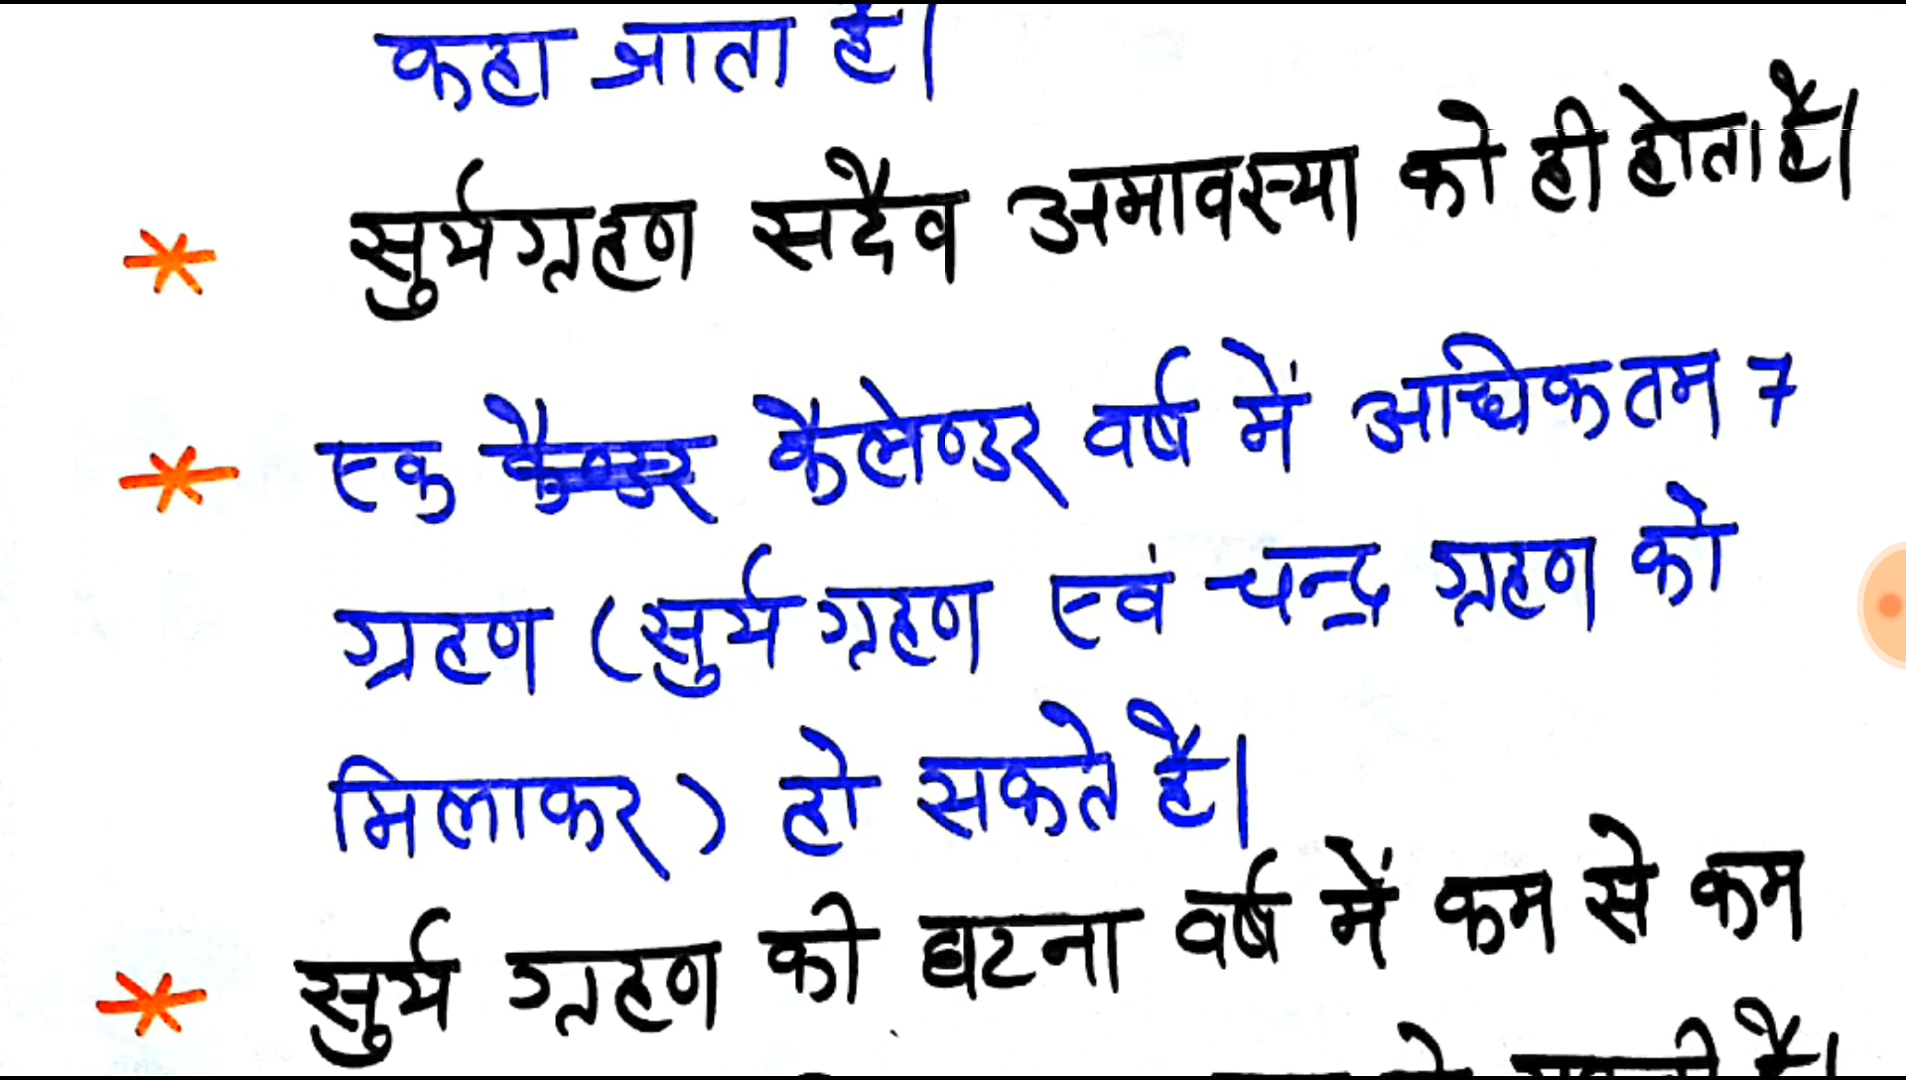 कहा जाता है।
* सुर्यग्रहण सदैव अमावस्या को ही होता है।
* एक कैण्डर कैलेण्डर वर्ष में अधिकतम 7
ग्रहण (सुर्य ग्रहण एवं चन्द्र ग्रहण को
मिलाकर) हो सकते है।
* सुर्य ग्रहण की घटना वर्ष में कम से कम
है।